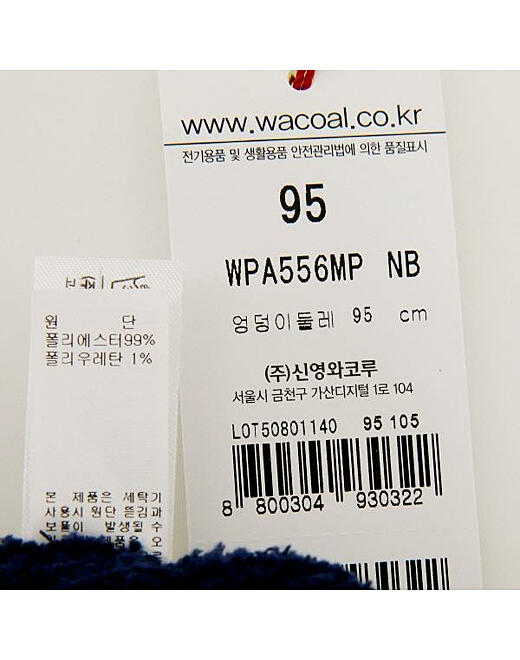 www.wacoal.co.kr
전기용품 및 생활용품 안전관리법에 의한 품질표시
95
WPA556MP NB
엉덩이둘레 95 cm
(주)신영와코루
서울시 금천구 가산디지털 1로 104
LOT50801140 95 105
8 800304 930322
원 단
폴리에스터99%
폴리우레탄 1%
본 제품은 세탁기
사용시 원단 뜯김과
보풀이 발생될 수
제품은 오